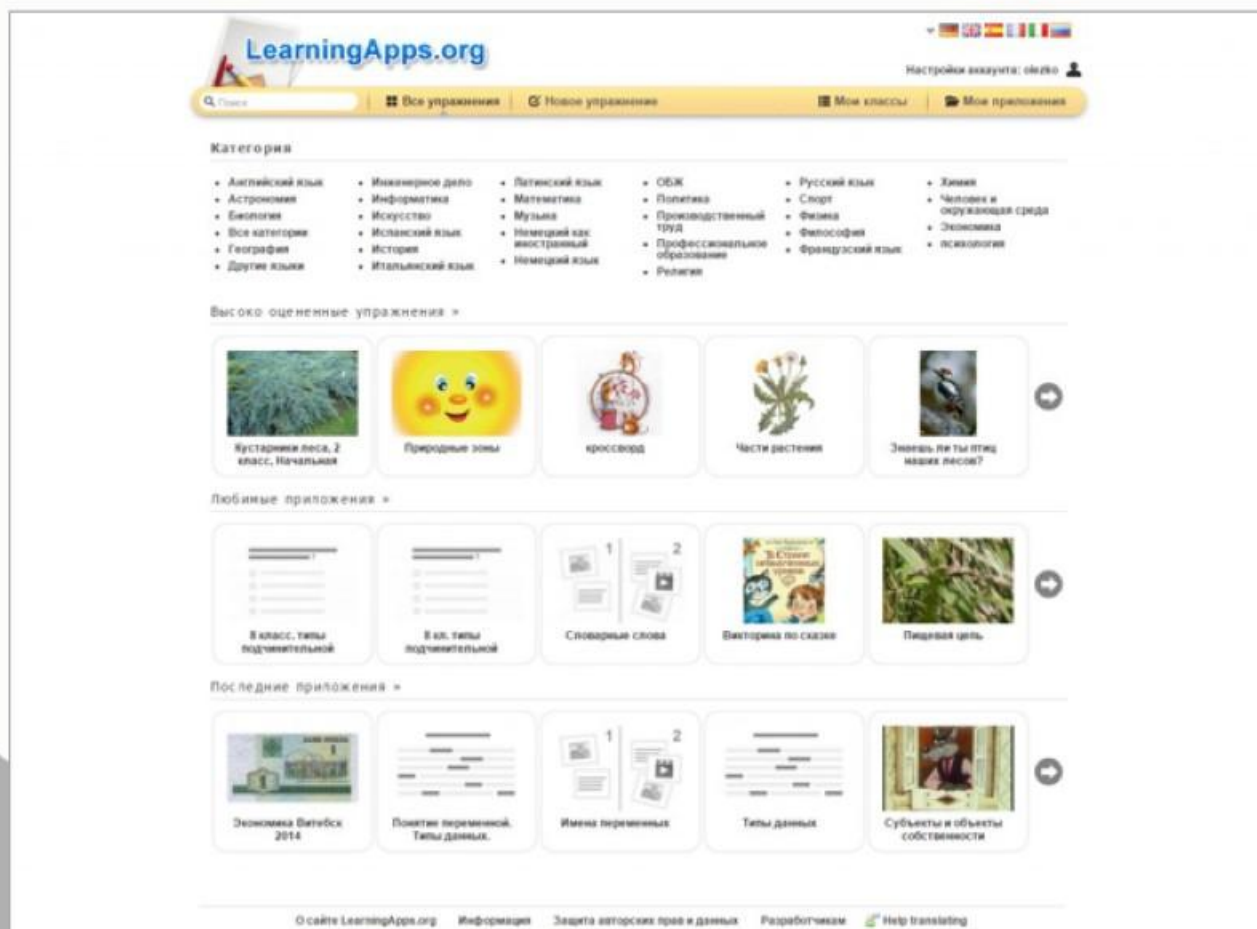 LearningApps.org
Настройки аккаунта: olezko
Поиск
Все упражнения
Новое упражнение
Мои классы
Мои приложения
Категория
Английский язык
Астрономия
Биология
Все категории
География
Другие языки
Инженерное дело
Информатика
Искусство
Испанский язык
История
Итальянский язык
Латинский язык
Математика
Музыка
Немецкий как
иностранный
Немецкий язык
ОБЖ
Политика
Производственный
труд
Профессиональное
образование
Религия
Русский язык
Спорт
Физика
Философия
Французский язык
Химия
Человек и
окружающая среда
Экономика
психология
Высоко оцененные упражнения »
Кустарники леса, 2
класс, Начальная
Природные зоны
кроссворд
Части растения
Знаешь ли ты птиц
наших лесов?
Любимые приложения »
8 класс. типы
подчинительной
8 кл. типы
подчинительной
1 2
Словарные слова
Викторина по сказке
Пищевая цепь
Последние приложения »
Экономика Витебск
2014
Понятие переменной.
Типы данных.
1 2
Имена переменных
Типы данных
Субъекты и объекты
собственности
О сайте LearningApps.org
Информация
Защита авторских прав и данных
Разработчикам
Help translating